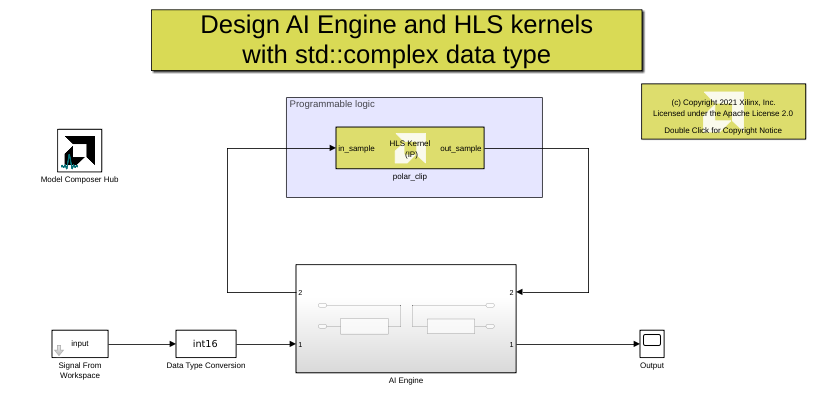 Design AI Engine and HLS kernels
with std::complex data type
(c) Copyright 2021 Xilinx, Inc.
Licensed under the Apache License 2.0
Double Click for Copyright Notice
Programmable logic
in_sample
HLS Kernel
(IP)
out_sample
polar_clip
Model Composer Hub
2
2
1
1
AI Engine
input
Signal From
Workspace
int16
Data Type Conversion
Output